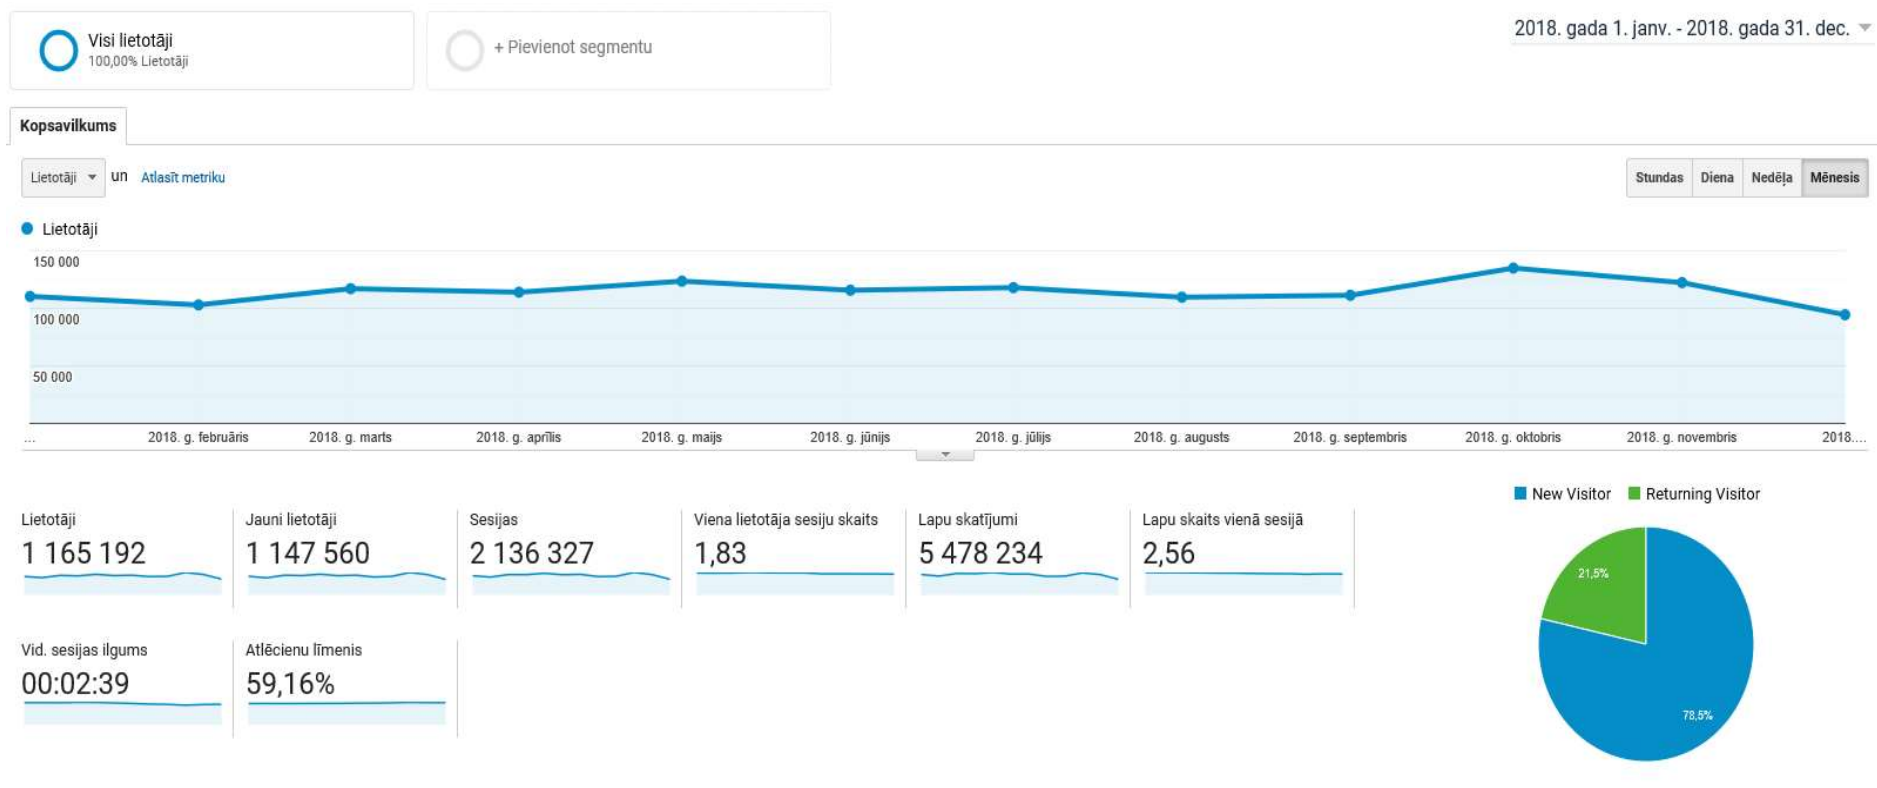 Visi lietotāji
100,00% Lietotāji
+ Pievienot segmentu
2018. gada 1. janv. - 2018. gada 31. dec.
Kopsavilkums
Lietotāji un Atlasīt metriku
Stundas Diena Nedēļa Mēnesis
Lietotāji
150 000
100 000
50 000
... 2018. g. februāris 2018. g. marts 2018. g. aprīlis 2018. g. maijs 2018. g. jūnijs 2018. g. jūlijs 2018. g. augusts 2018. g. septembris 2018. g. oktobris 2018. g. novembris 2018....
New Visitor Returning Visitor
Lietotāji Jauni lietotāji Sesijas Viena lietotāja sesiju skaits Lapu skatījumi Lapu skaits vienā sesijā
1 165 192 1 147 560 2 136 327 1,83 5 478 234 2,56
21,5%
Vid. sesijas ilgums Atlēcienu līmenis
00:02:39 59,16%
78,5%